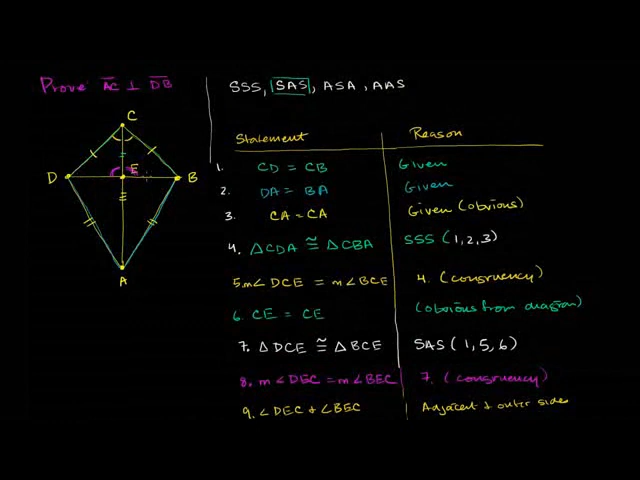 Prove: AC ⊥ DB
SSS, SAS, ASA, AAS
C
D
E
B
A
Statement Reason
1. CD = CB Given
2. DA = BA Given
3. CA = CA Given (obvious)
4. △CDA ≅ △CBA SSS (1,2,3)
5. m∠DCE = m∠BCE 4. (congruency)
6. CE = CE (obvious from diagram)
7. △DCE ≅ △BCE SAS (1,5,6)
8. m∠DEC = m∠BEC 7. (congruency)
9. ∠DEC & ∠BEC Adjacent & outer sides